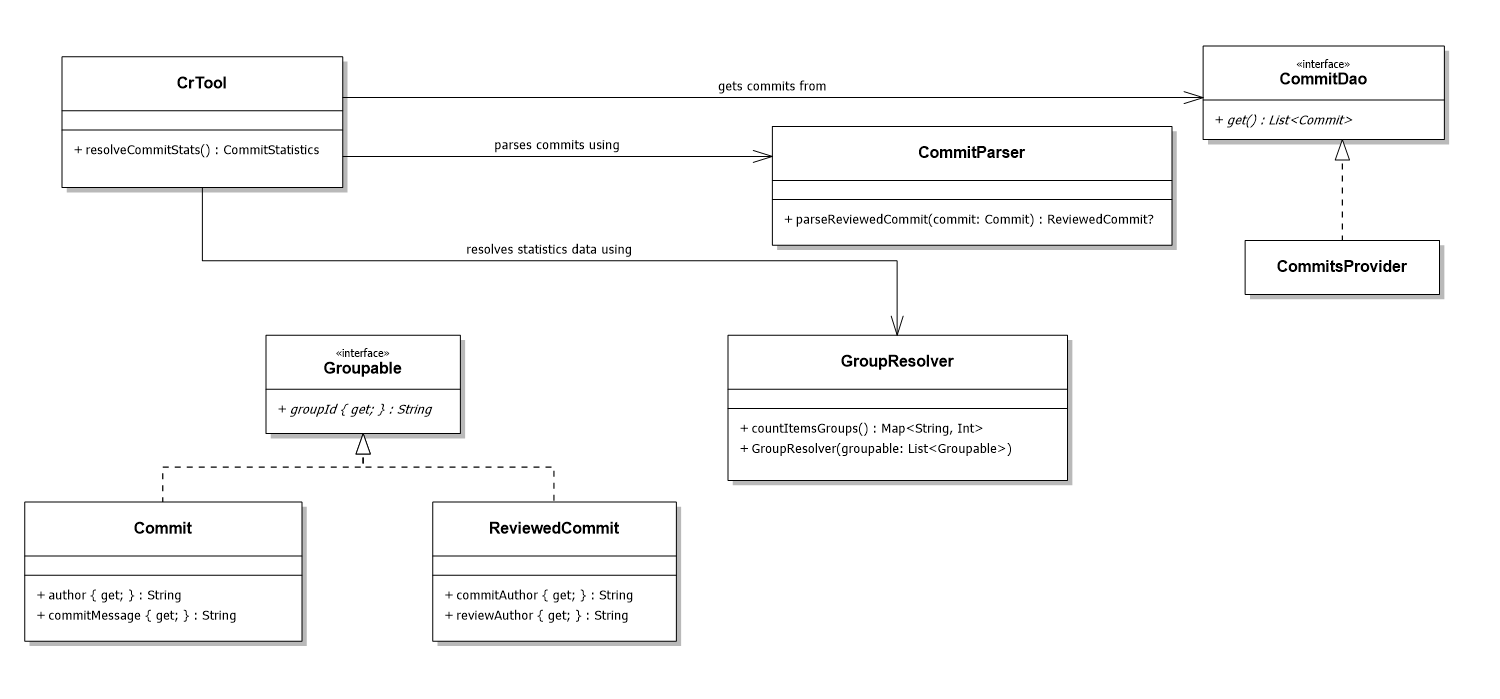 CrTool
+ resolveCommitStats() : CommitStatistics
gets commits from
«interface»
CommitDao
+ get() : List<Commit>
parses commits using
CommitParser
+ parseReviewedCommit(commit: Commit) : ReviewedCommit?
CommitsProvider
resolves statistics data using
«interface»
Groupable
+ groupId { get; } : String
GroupResolver
+ countItemsGroups() : Map<String, Int>
+ GroupResolver(groupable: List<Groupable>)
Commit
+ author { get; } : String
+ commitMessage { get; } : String
ReviewedCommit
+ commitAuthor { get; } : String
+ reviewAuthor { get; } : String